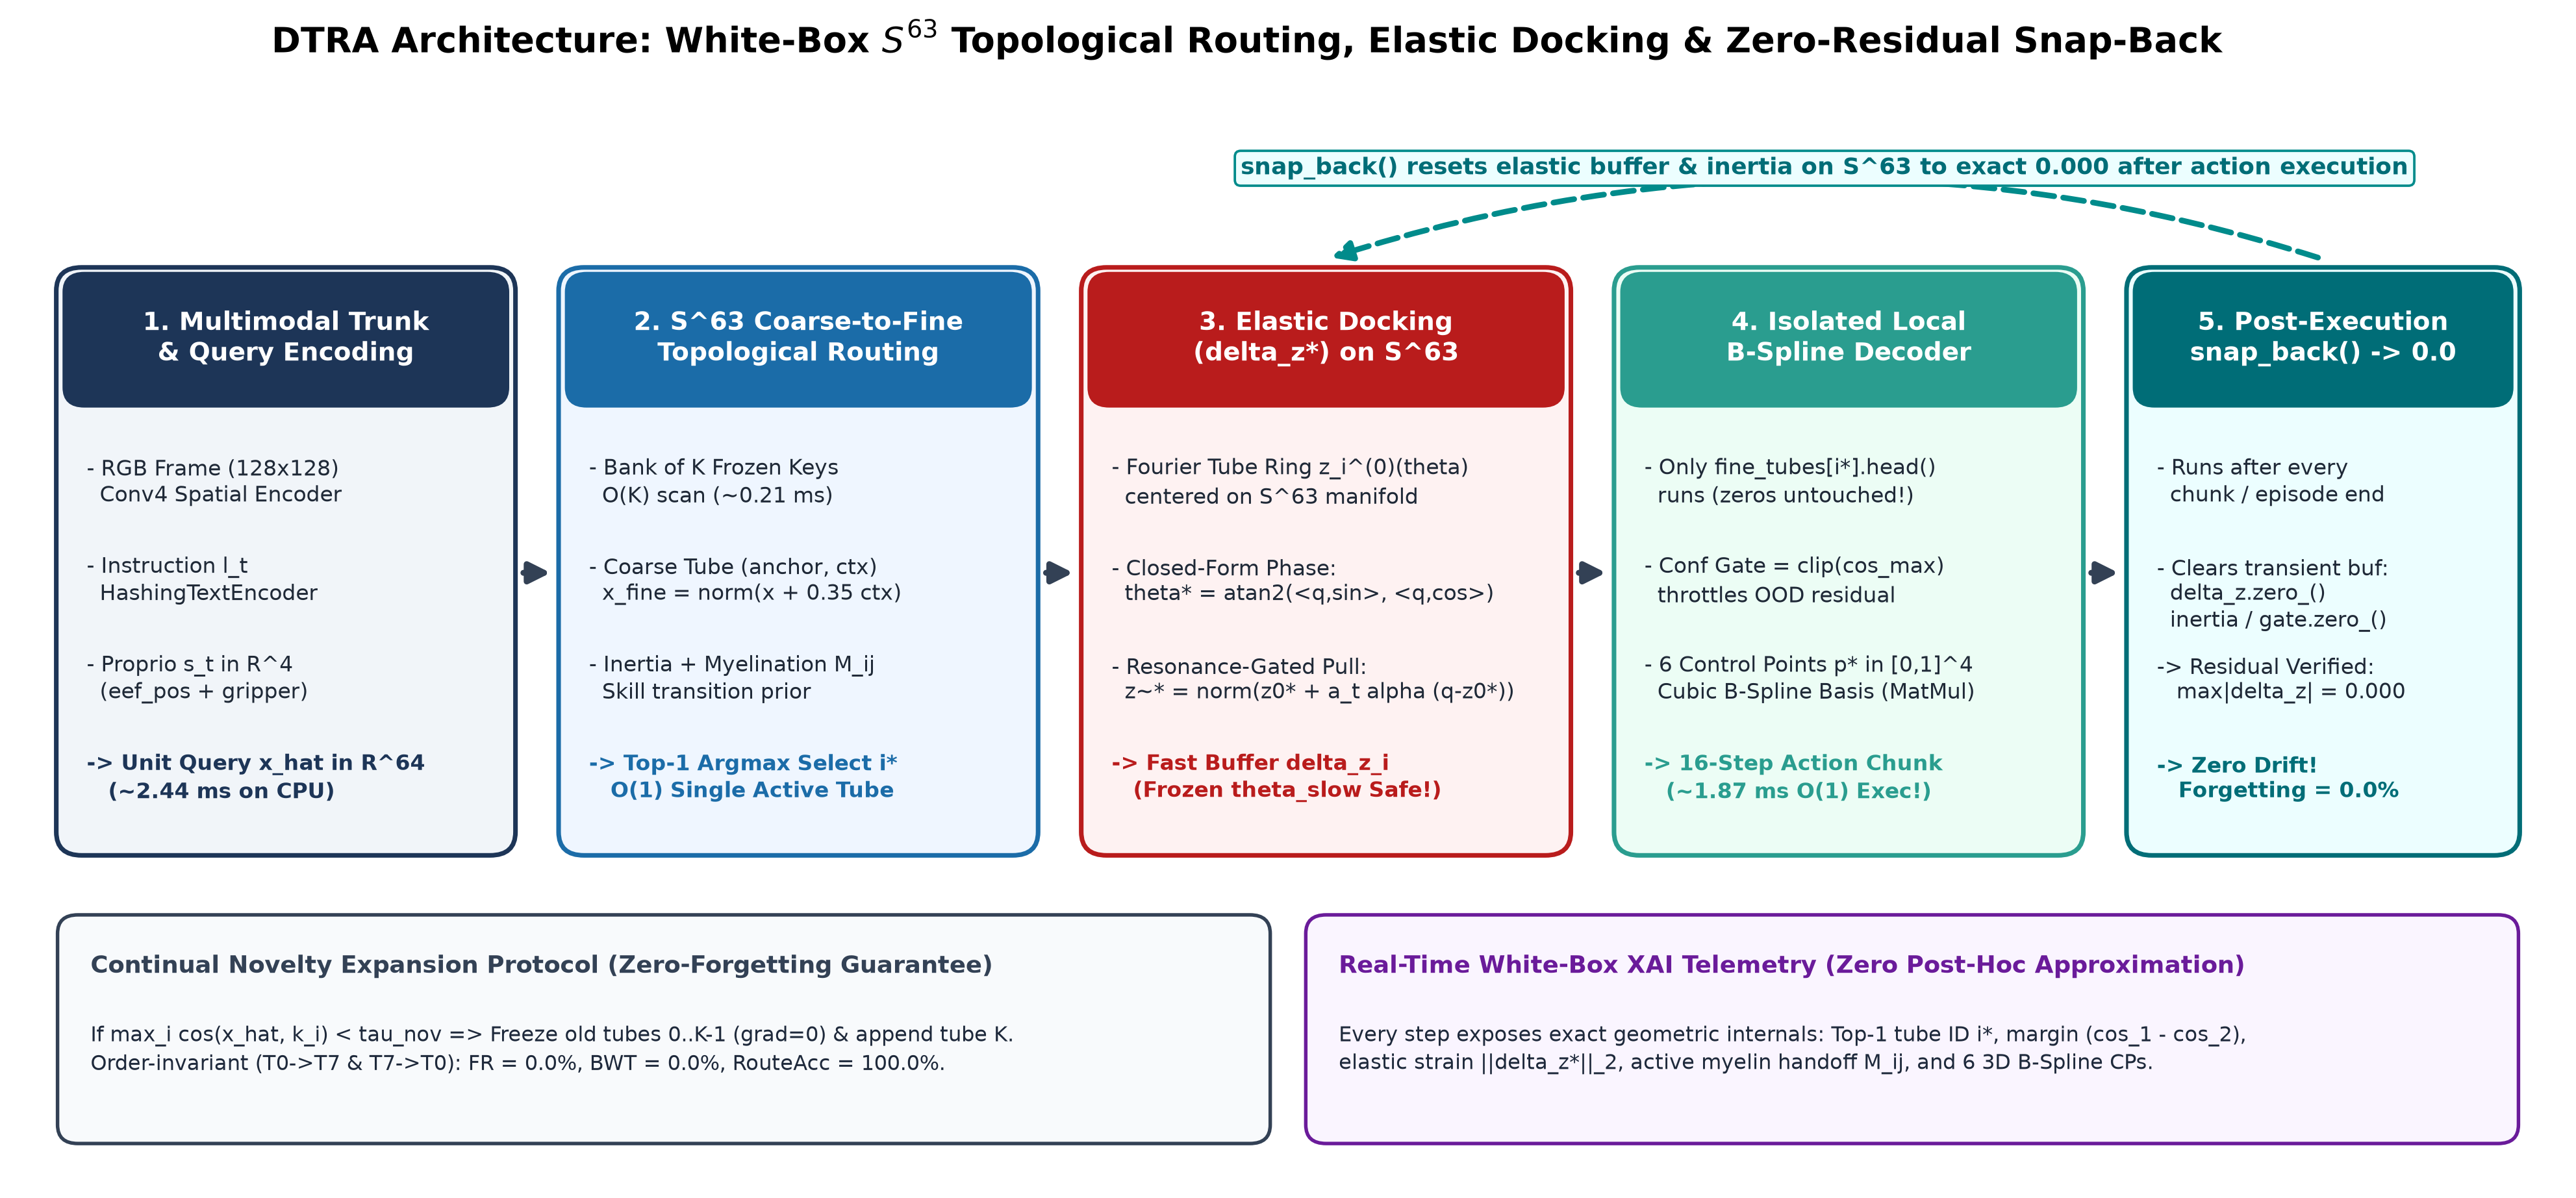 DTRA Architecture: White-Box S^63 Topological Routing, Elastic Docking & Zero-Residual Snap-Back
snap_back() resets elastic buffer & inertia on S^63 to exact 0.000 after action execution
1. Multimodal Trunk
& Query Encoding
- RGB Frame (128x128)
Conv4 Spatial Encoder
- Instruction l_t
HashingTextEncoder
- Proprio s_t in R^4
(eef_pos + gripper)
-> Unit Query x_hat in R^64
(~2.44 ms on CPU)
2. S^63 Coarse-to-Fine
Topological Routing
- Bank of K Frozen Keys
O(K) scan (~0.21 ms)
- Coarse Tube (anchor, ctx)
x_fine = norm(x + 0.35 ctx)
- Inertia + Myelination M_ij
Skill transition prior
-> Top-1 Argmax Select i*
O(1) Single Active Tube
3. Elastic Docking
(delta_z*) on S^63
- Fourier Tube Ring z_i^(0)(theta)
centered on S^63 manifold
- Closed-Form Phase:
theta* = atan2(<q,sin>, <q,cos>)
- Resonance-Gated Pull:
z~* = norm(z0* + a_t alpha (q-z0*))
-> Fast Buffer delta_z_i
(Frozen theta_slow Safe!)
4. Isolated Local
B-Spline Decoder
- Only fine_tubes[i*].head()
runs (zeros untouched!)
- Conf Gate = clip(cos_max)
throttles OOD residual
- 6 Control Points p* in [0,1]^4
Cubic B-Spline Basis (MatMul)
-> 16-Step Action Chunk
(~1.87 ms O(1) Exec!)
5. Post-Execution
snap_back() -> 0.0
- Runs after every
chunk / episode end
- Clears transient buf:
delta_z.zero_()
inertia / gate.zero_()
-> Residual Verified:
max|delta_z| = 0.000
-> Zero Drift!
Forgetting = 0.0%
Continual Novelty Expansion Protocol (Zero-Forgetting Guarantee)
If max_i cos(x_hat, k_i) < tau_nov => Freeze old tubes 0..K-1 (grad=0) & append tube K.
Order-invariant (T0->T7 & T7->T0): FR = 0.0%, BWT = 0.0%, RouteAcc = 100.0%.
Real-Time White-Box XAI Telemetry (Zero Post-Hoc Approximation)
Every step exposes exact geometric internals: Top-1 tube ID i*, margin (cos_1 - cos_2),
elastic strain ||delta_z*||_2, active myelin handoff M_ij, and 6 3D B-Spline CPs.